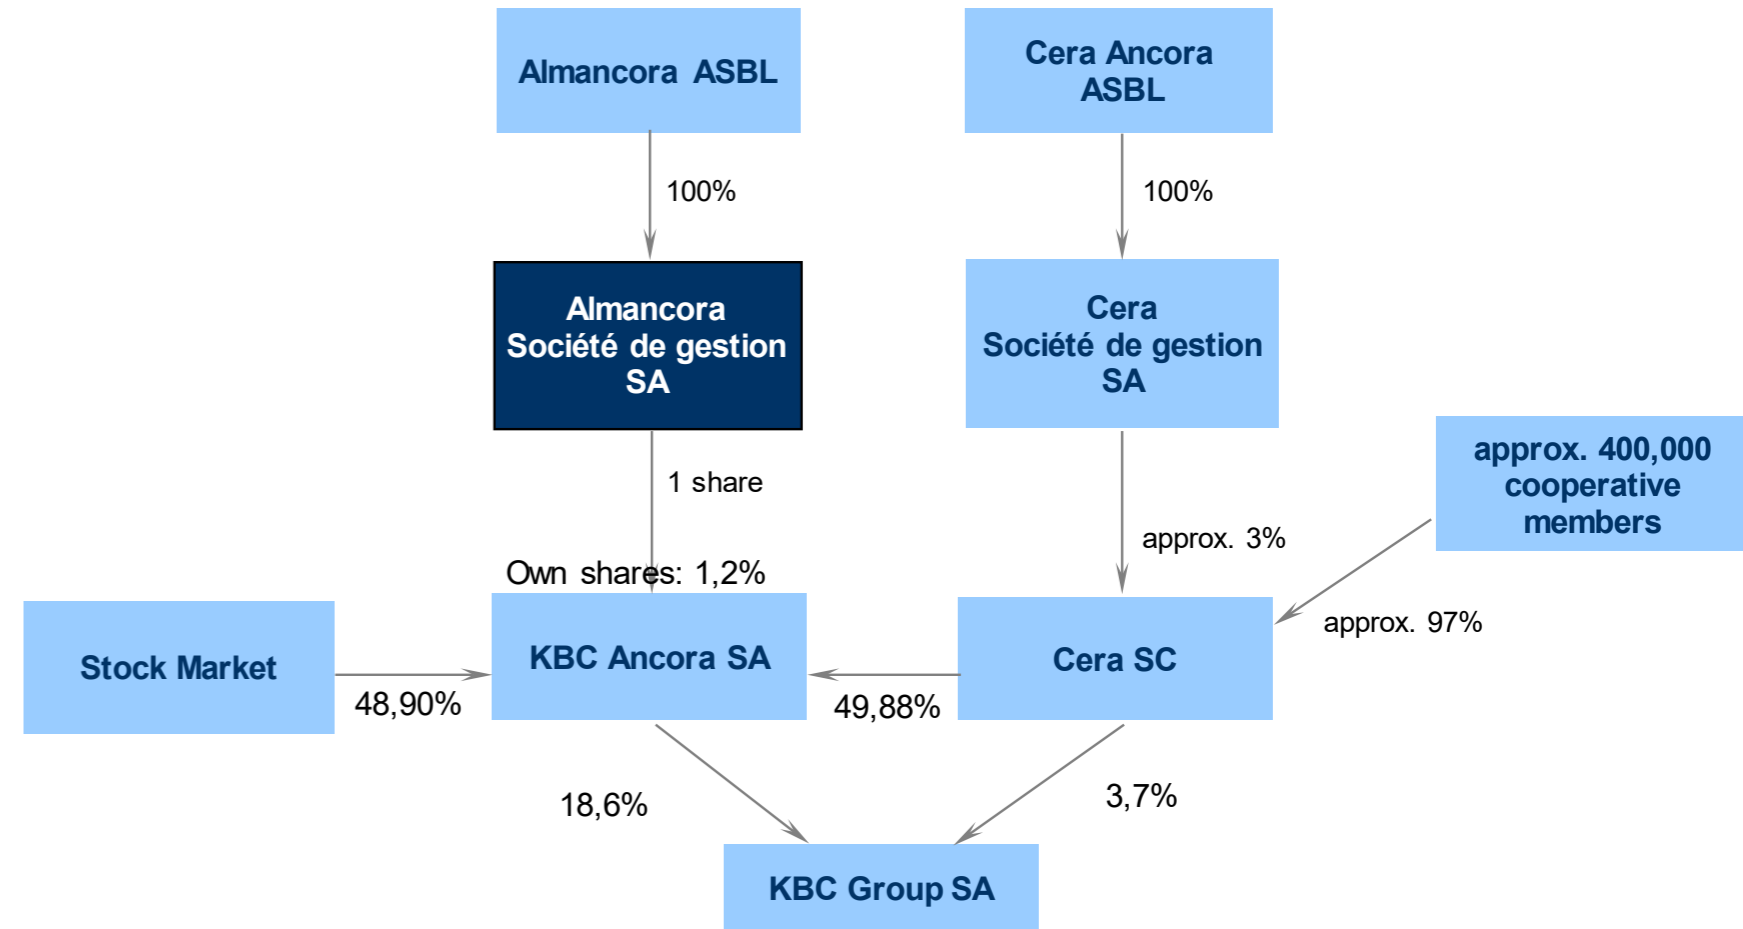 Almancora ASBL
Cera Ancora
ASBL
100%
100%
Almancora
Société de gestion
SA
Cera
Société de gestion
SA
approx. 400,000
cooperative
members
1 share
approx. 3%
Own shares: 1,2%
approx. 97%
Stock Market
KBC Ancora SA
Cera SC
48,90%
49,88%
18,6%
3,7%
KBC Group SA